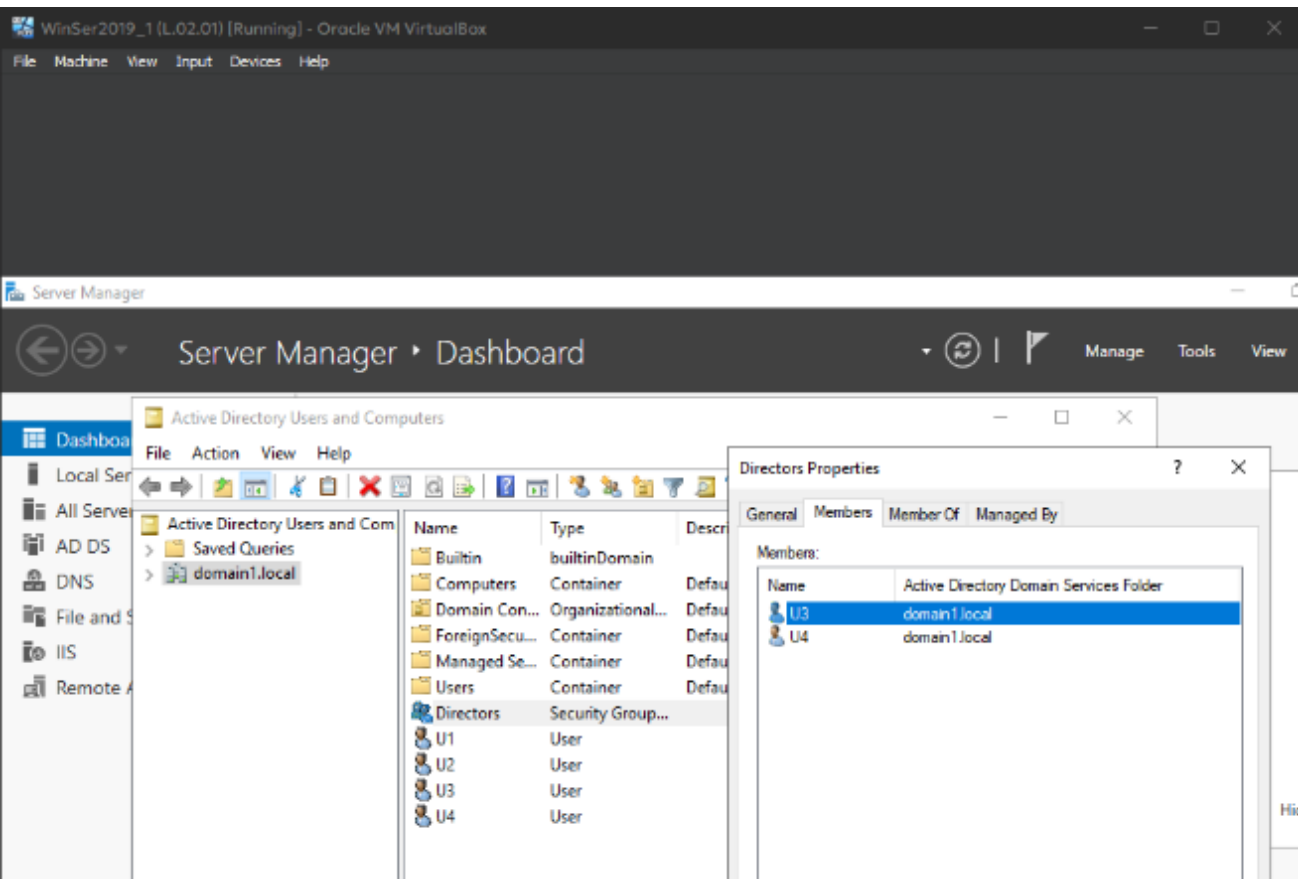 WinSer2019_1 (L.02.01) [Running] - Oracle VM VirtualBox
File Machine View Input Devices Help
Server Manager
Server Manager ‣ Dashboard
Manage Tools View
Dashboa
Local Ser
All Server
AD DS
DNS
File and S
IIS
Remote A
Active Directory Users and Computers
File Action View Help
Active Directory Users and Com
Saved Queries
domain1.local
Name Type Descri
Builtin builtinDomain
Computers Container Defau
Domain Con... Organizational... Defau
ForeignSecu... Container Defau
Managed Se... Container Defau
Users Container Defau
Directors Security Group...
U1 User
U2 User
U3 User
U4 User
Directors Properties ?
General Members Member Of Managed By
Members:
Name Active Directory Domain Services Folder
U3 domain1.local
U4 domain1.local
Hi